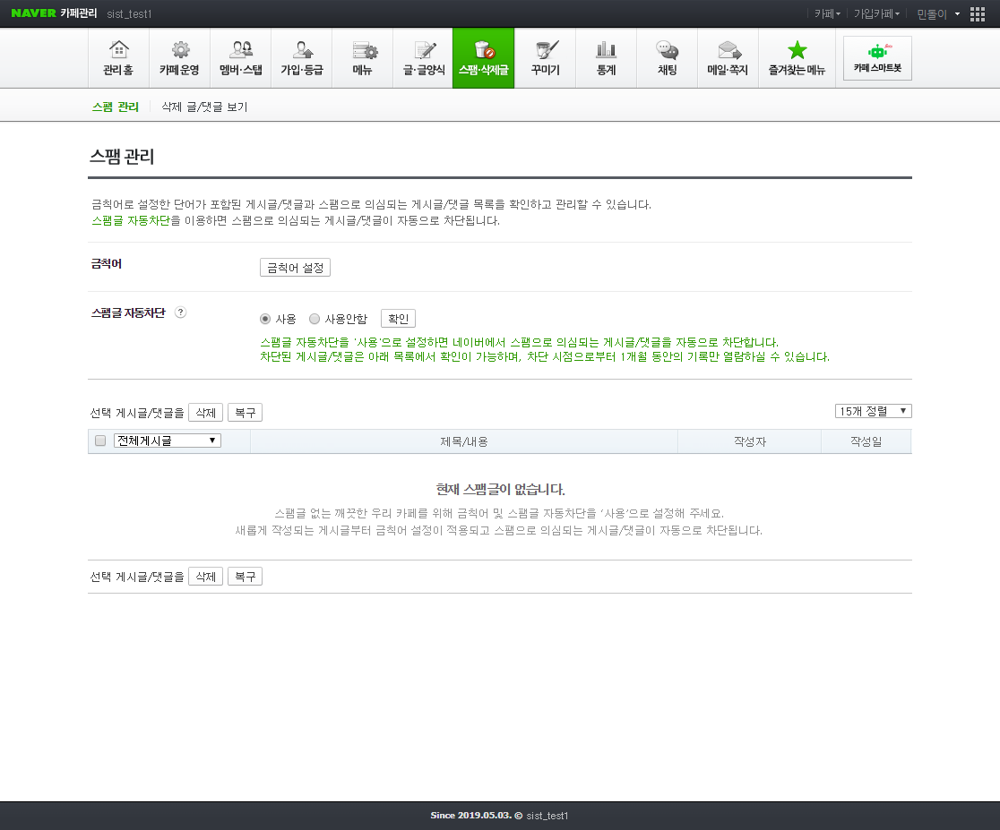 NAVER 카페관리 sist_test1 카페 가입카페 민돌이
관리 홈 카페 운영 멤버·스탭 가입·등급 메뉴 글·글양식 스팸·삭제글 꾸미기 통계 채팅 메일·쪽지 즐겨찾는 메뉴 카페 스마트봇
스팸 관리 삭제 글/댓글 보기
스팸 관리
금칙어로 설정한 단어가 포함된 게시글/댓글과 스팸으로 의심되는 게시글/댓글 목록을 확인하고 관리할 수 있습니다.
스팸글 자동차단을 이용하면 스팸으로 의심되는 게시글/댓글이 자동으로 차단됩니다.
금칙어 금칙어 설정
스팸글 자동차단 ? 사용 사용안함 확인
스팸글 자동차단을 '사용'으로 설정하면 네이버에서 스팸으로 의심되는 게시글/댓글을 자동으로 차단합니다.
차단된 게시글/댓글은 아래 목록에서 확인이 가능하며, 차단 시점으로부터 1개월 동안의 기록만 열람하실 수 있습니다.
선택 게시글/댓글을 삭제 복구 15개 정렬
전체게시글 제목/내용 작성자 작성일
현재 스팸글이 없습니다.
스팸글 없는 깨끗한 우리 카페를 위해 금칙어 및 스팸글 자동차단을 '사용'으로 설정해 주세요.
새롭게 작성되는 게시글부터 금칙어 설정이 적용되고 스팸으로 의심되는 게시글/댓글이 자동으로 차단됩니다.
선택 게시글/댓글을 삭제 복구
Since 2019.05.03. © sist_test1